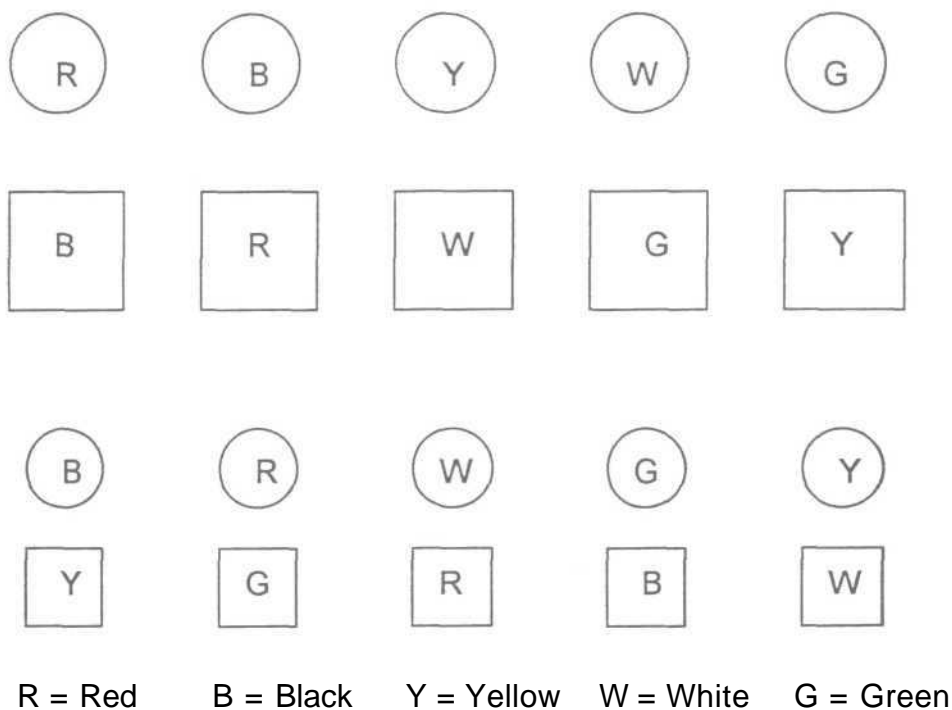 R B Y W G
B R W G Y
B R W G Y
Y G R B W
R = Red B = Black Y = Yellow W = White G = Green